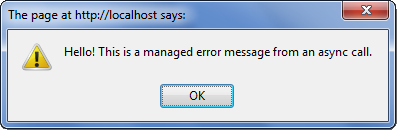 The page at http://localhost says:
Hello! This is a managed error message from an async call.
OK